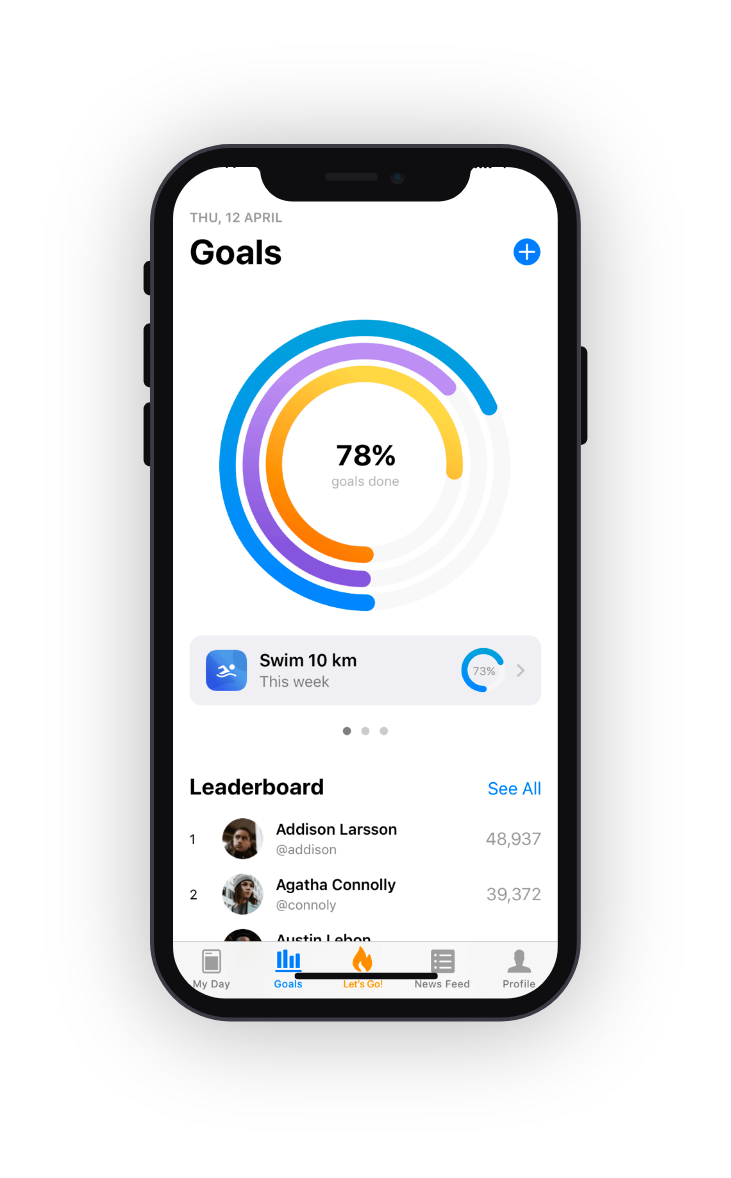 THU, 12 APRIL
Goals
78%
goals done
Swim 10 km
This week
73%
Leaderboard
See All
1
Addison Larsson
48,937
@addison
2
Agatha Connolly
39,372
@connoly
Austin Lebon
My Day
Goals
Let's Go!
News Feed
Profile